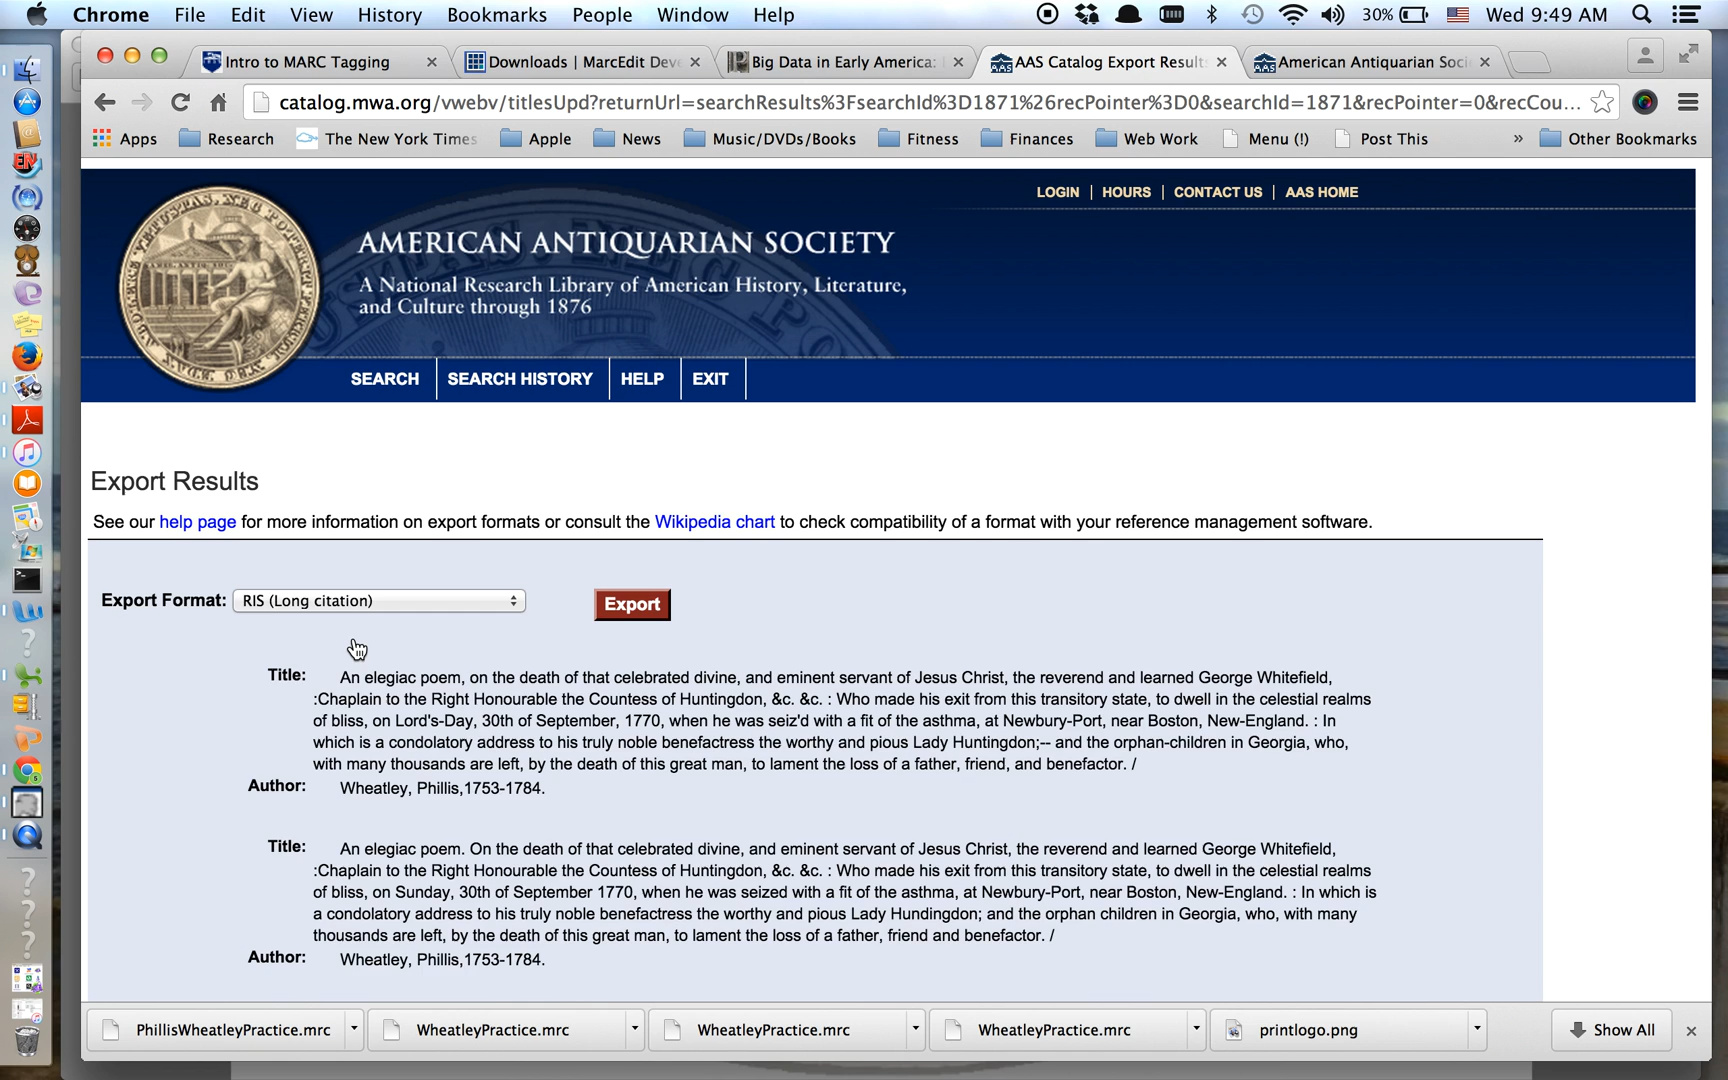 Chrome File Edit View History Bookmarks People Window Help 30% Wed 9:49 AM
Intro to MARC Tagging Downloads | MarcEdit Deve Big Data in Early America: AAS Catalog Export Results American Antiquarian Soci
catalog.mwa.org/vwebv/titlesUpd?returnUrl=searchResults%3FsearchId%3D1871%26recPointer%3D0&searchId=1871&recPointer=0&recCou...
Apps Research The New York Times Apple News Music/DVDs/Books Fitness Finances Web Work Menu (!) Post This » Other Bookmarks
LOGIN | HOURS | CONTACT US | AAS HOME
AMERICAN ANTIQUARIAN SOCIETY
A National Research Library of American History, Literature,
and Culture through 1876
SEARCH SEARCH HISTORY HELP EXIT
Export Results
See our help page for more information on export formats or consult the Wikipedia chart to check compatibility of a format with your reference management software.
Export Format: RIS (Long citation) Export
Title: An elegiac poem, on the death of that celebrated divine, and eminent servant of Jesus Christ, the reverend and learned George Whitefield,
:Chaplain to the Right Honourable the Countess of Huntingdon, &c. &c. : Who made his exit from this transitory state, to dwell in the celestial realms
of bliss, on Lord's-Day, 30th of September, 1770, when he was seiz'd with a fit of the asthma, at Newbury-Port, near Boston, New-England. : In
which is a condolatory address to his truly noble benefactress the worthy and pious Lady Huntingdon;-- and the orphan-children in Georgia, who,
with many thousands are left, by the death of this great man, to lament the loss of a father, friend, and benefactor. /
Author: Wheatley, Phillis,1753-1784.
Title: An elegiac poem. On the death of that celebrated divine, and eminent servant of Jesus Christ, the reverend and learned George Whitefield,
:Chaplain to the Right Honourable the Countess of Huntingdon, &c. &c. : Who made his exit from this transitory state, to dwell in the celestial realms
of bliss, on Sunday, 30th of September 1770, when he was seized with a fit of the asthma, at Newbury-Port, near Boston, New-England. : In which is
a condolatory address to his truly noble benefactress the worthy and pious Lady Hundingdon; and the orphan children in Georgia, who, with many
thousands are left, by the death of this great man, to lament the loss of a father, friend and benefactor. /
Author: Wheatley, Phillis,1753-1784.
PhillisWheatleyPractice.mrc WheatleyPractice.mrc WheatleyPractice.mrc WheatleyPractice.mrc printlogo.png Show All